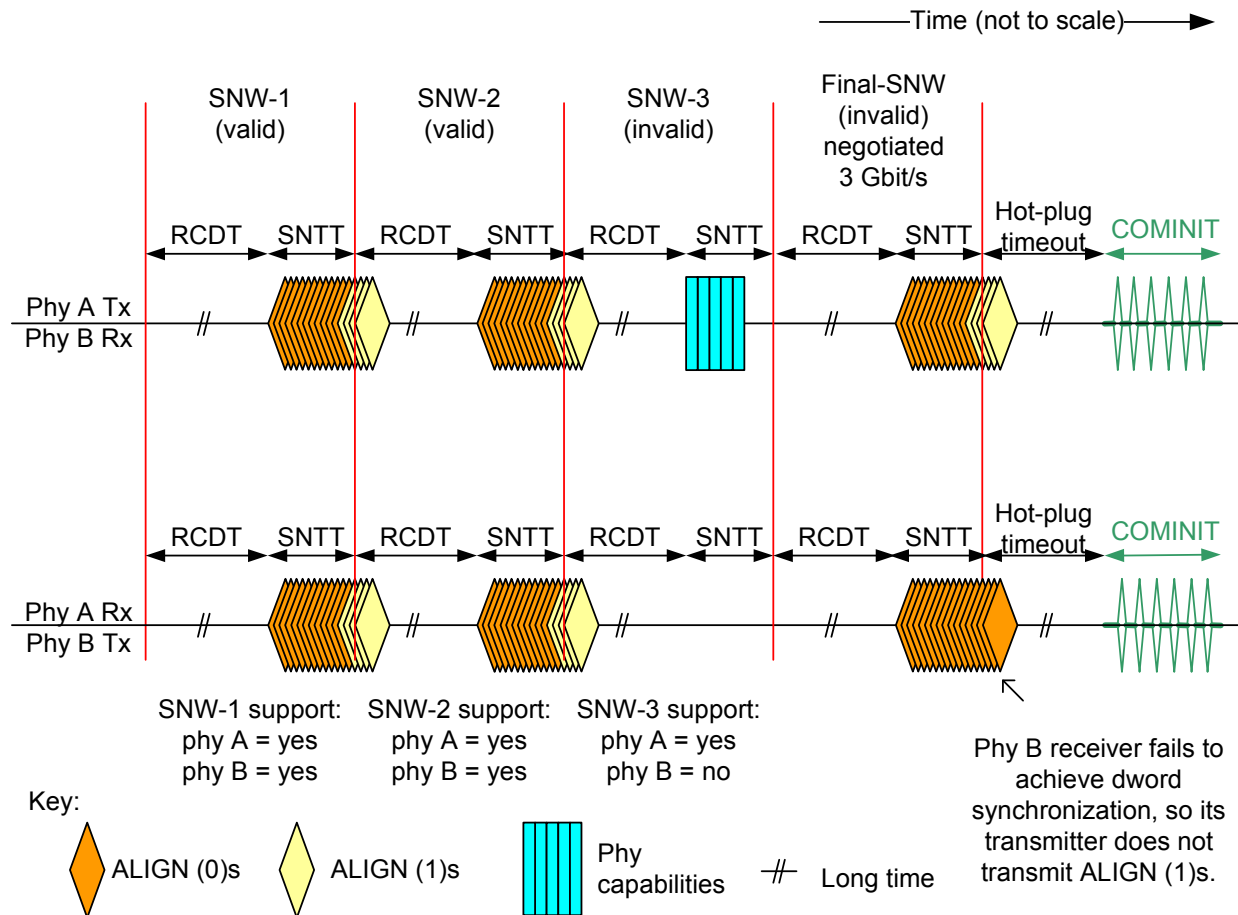 Time (not to scale)
SNW-1
(valid)
SNW-2
(valid)
SNW-3
(invalid)
Final-SNW
(invalid)
negotiated
3 Gbit/s
RCDT
SNTT
RCDT
SNTT
RCDT
SNTT
RCDT
SNTT
Hot-plug
timeout
COMINIT
Phy A Tx
Phy B Rx
RCDT
SNTT
RCDT
SNTT
RCDT
SNTT
RCDT
SNTT
Hot-plug
timeout
COMINIT
Phy A Rx
Phy B Tx
SNW-1 support:
phy A = yes
phy B = yes
SNW-2 support:
phy A = yes
phy B = yes
SNW-3 support:
phy A = yes
phy B = no
Phy B receiver fails to
achieve dword
synchronization, so its
transmitter does not
transmit ALIGN (1)s.
Key:
ALIGN (0)s
ALIGN (1)s
Phy
capabilities
Long time